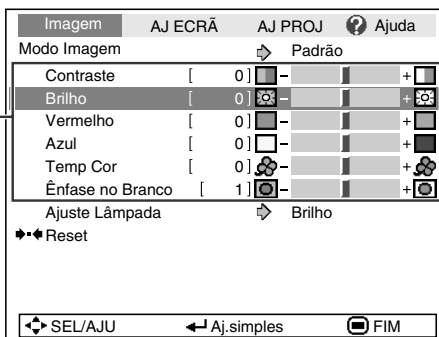 Imagem AJ ECRÃ AJ PROJ ? Ajuda
Modo Imagem Padrão
Contraste [ 0] - +
Brilho [ 0] - +
Vermelho [ 0] - +
Azul [ 0] - +
Temp Cor [ 0] - +
Ênfase no Branco [ 1] - +
Ajuste Lâmpada Brilho
Reset
SEL/AJU Aj.simples FIM